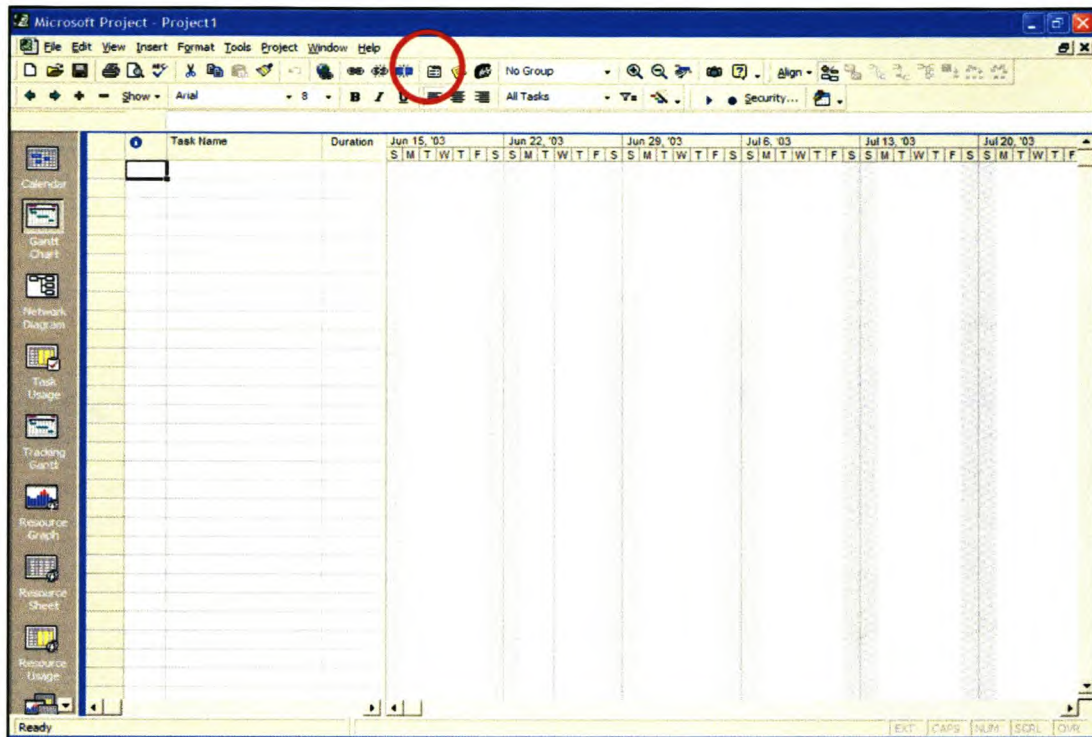 Microsoft Project - Project1
File Edit View Insert Format Tools Project Window Help
No Group Align
Show Arial 8 B I U All Tasks Security...
Task Name Duration Jun 15, '03 Jun 22, '03 Jun 29, '03 Jul 6, '03 Jul 13, '03 Jul 20, '03
S M T W T F S S M T W T F S S M T W T F S S M T W T F S S M T W T F S S M T W T F
Calendar
Gantt
Chart
Network
Diagram
Task
Usage
Tracking
Gantt
Resource
Graph
Resource
Sheet
Resource
Usage
Ready EXT CAPS NUM SCRL OVR